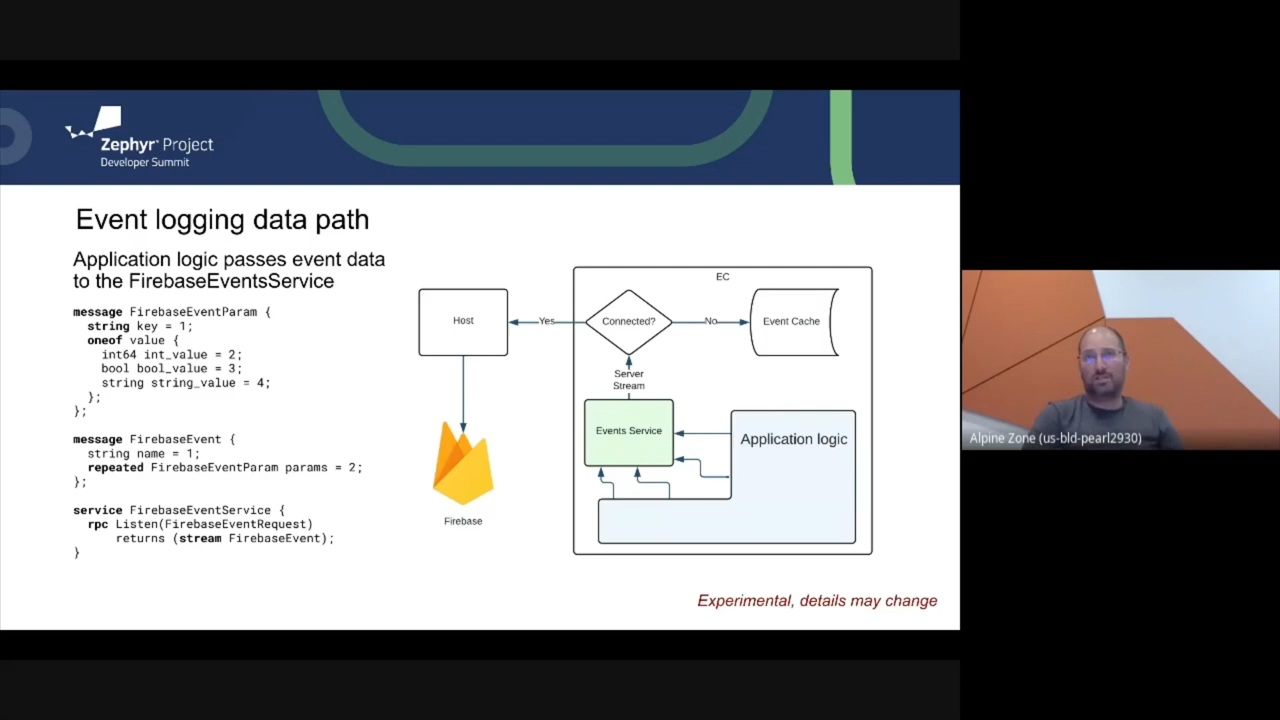 Zephyr® Project
Developer Summit
Event logging data path
Application logic passes event data
to the FirebaseEventsService
message FirebaseEventParam {
string key = 1;
oneof value {
int64 int_value = 2;
bool bool_value = 3;
string string_value = 4;
};
};
message FirebaseEvent {
string name = 1;
repeated FirebaseEventParam params = 2;
};
service FirebaseEventService {
rpc Listen(FirebaseEventRequest)
returns (stream FirebaseEvent);
}
EC
Host
Yes
Connected?
No
Event Cache
Server
Stream
Events Service
Application logic
Firebase
Experimental, details may change
Alpine Zone (us-bld-pearl2930)